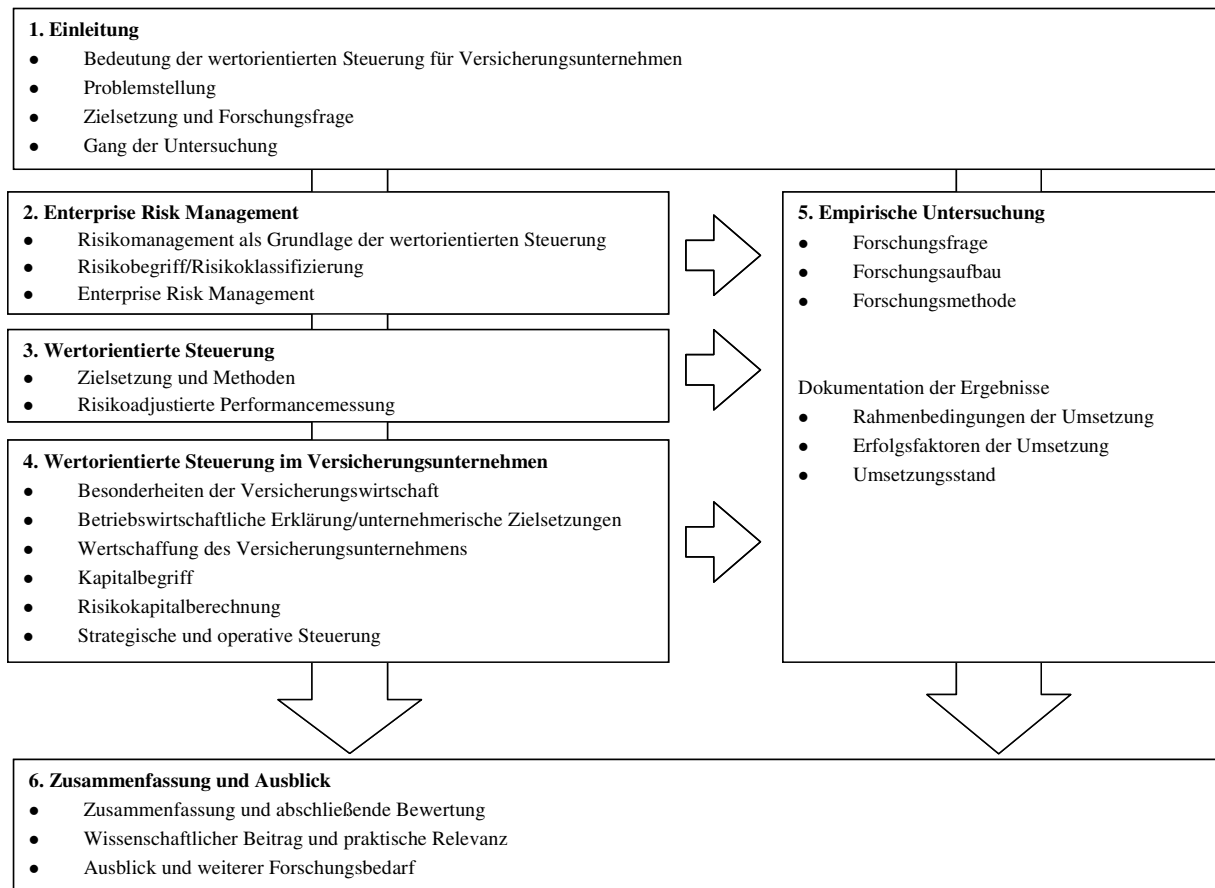 1. Einleitung
● Bedeutung der wertorientierten Steuerung für Versicherungsunternehmen
● Problemstellung
● Zielsetzung und Forschungsfrage
● Gang der Untersuchung
2. Enterprise Risk Management
● Risikomanagement als Grundlage der wertorientierten Steuerung
● Risikobegriff/Risikoklassifizierung
● Enterprise Risk Management
3. Wertorientierte Steuerung
● Zielsetzung und Methoden
● Risikoadjustierte Performancemessung
4. Wertorientierte Steuerung im Versicherungsunternehmen
● Besonderheiten der Versicherungswirtschaft
● Betriebswirtschaftliche Erklärung/unternehmerische Zielsetzungen
● Wertschaffung des Versicherungsunternehmens
● Kapitalbegriff
● Risikokapitalberechnung
● Strategische und operative Steuerung
5. Empirische Untersuchung
● Forschungsfrage
● Forschungsaufbau
● Forschungsmethode
Dokumentation der Ergebnisse
● Rahmenbedingungen der Umsetzung
● Erfolgsfaktoren der Umsetzung
● Umsetzungsstand
6. Zusammenfassung und Ausblick
● Zusammenfassung und abschließende Bewertung
● Wissenschaftlicher Beitrag und praktische Relevanz
● Ausblick und weiterer Forschungsbedarf